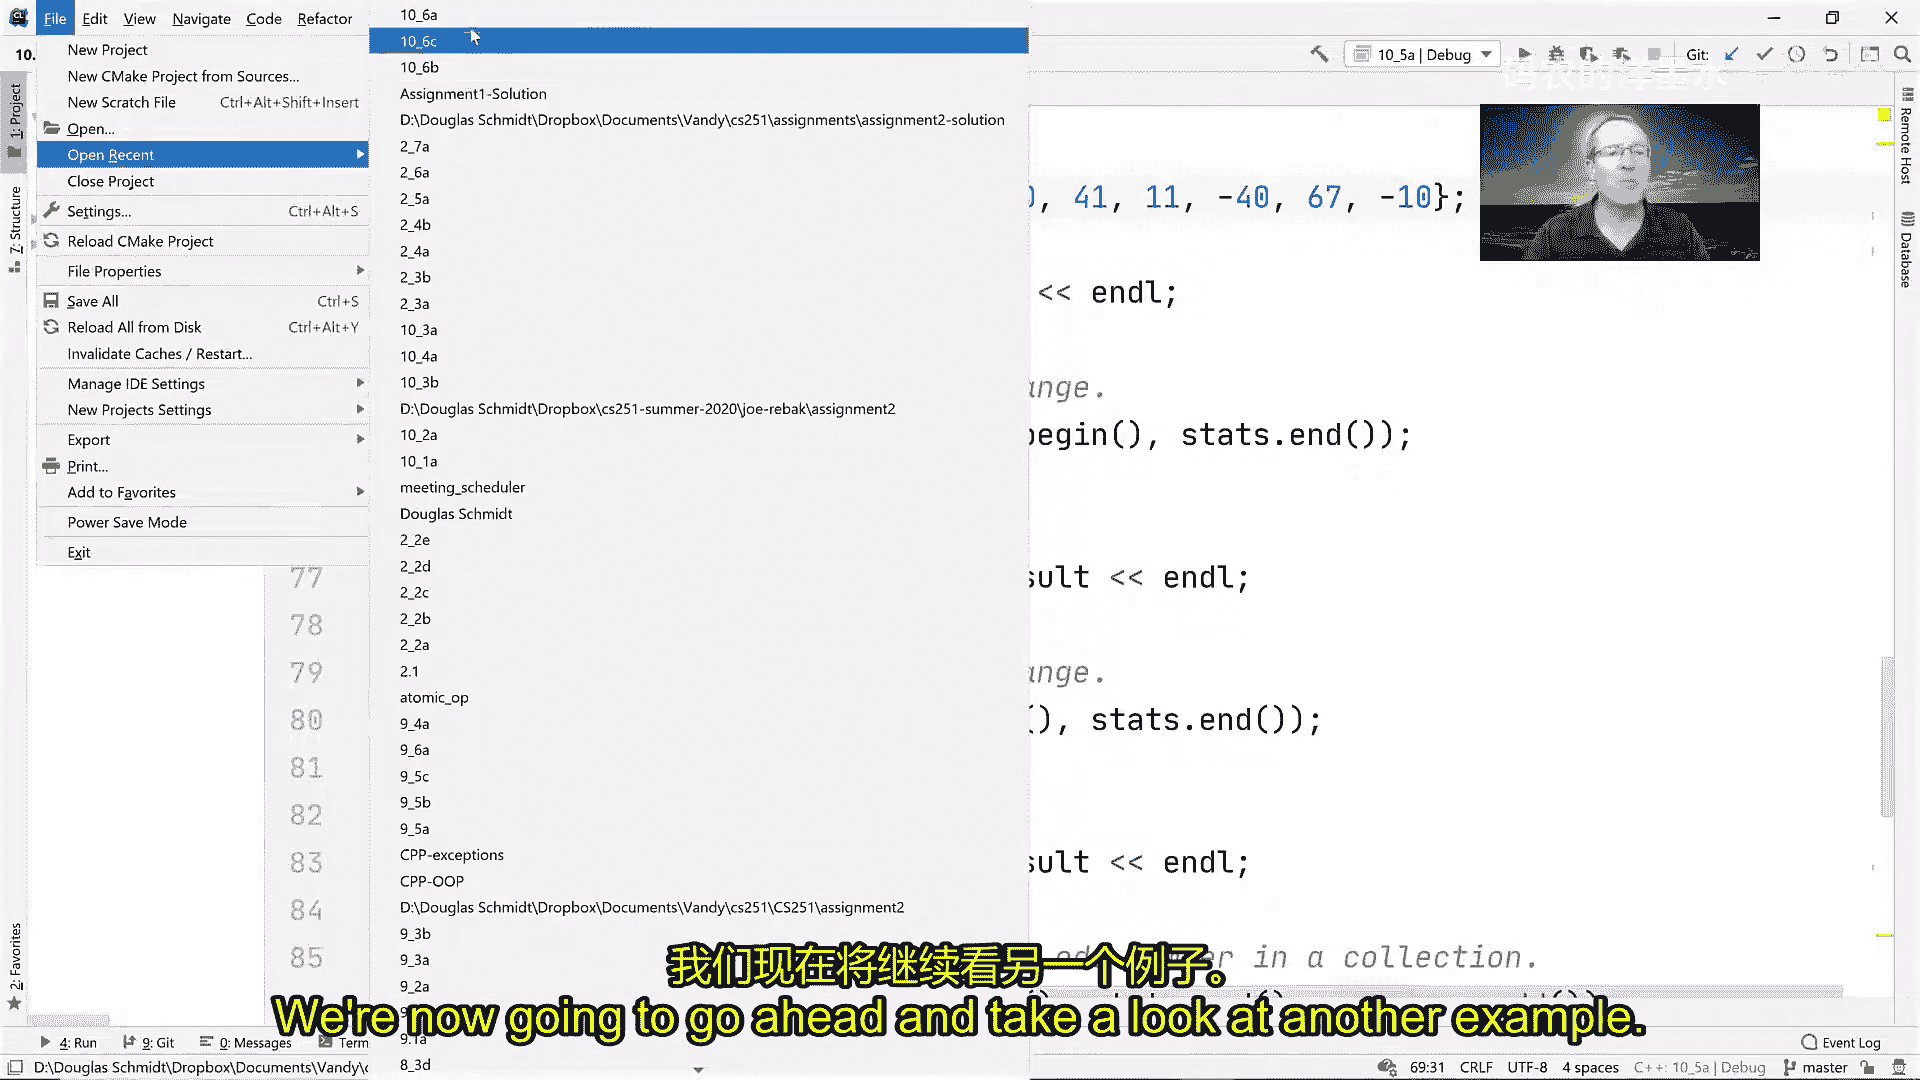 File Edit View Navigate Code Refactor
10_5a | Debug
Git:
10.
New Project
New CMake Project from Sources...
New Scratch File Ctrl+Alt+Shift+Insert
Open...
Open Recent
Close Project
Settings... Ctrl+Alt+S
Reload CMake Project
File Properties
Save All Ctrl+S
Reload All from Disk Ctrl+Alt+Y
Invalidate Caches / Restart...
Manage IDE Settings
New Projects Settings
Export
Print...
Add to Favorites
Power Save Mode
Exit
10_6a
10_6c
10_6b
Assignment1-Solution
D:\Douglas Schmidt\Dropbox\Documents\Vandy\cs251\assignments\assignment2-solution
2_7a
2_6a
2_5a
2_4b
2_4a
2_3b
2_3a
10_3a
10_4a
10_3b
D:\Douglas Schmidt\Dropbox\cs251-summer-2020\joe-rebak\assignment2
10_2a
10_1a
meeting_scheduler
Douglas Schmidt
2_2e
2_2d
2_2c
2_2b
2_2a
2.1
atomic_op
9_4a
9_6a
9_5c
9_5b
9_5a
CPP-exceptions
CPP-OOP
D:\Douglas Schmidt\Dropbox\Documents\Vandy\cs251\CS251\assignment2
9_3b
9_3a
9_2a
9.1a
8_3d
1: Project
7: Structure
2: Favorites
77
78
79
80
81
82
83
84
85
, 41, 11, -40, 67, -10};
<< endl;
ange.
begin(), stats.end());
sult << endl;
ange.
(), stats.end());
sult << endl;
in a collection.
Remote Host
Database
码农的洋墨水
我们现在将继续看另一个例子。
We're now going to go ahead and take a look at another example.
4: Run 9: Git 0: Messages Term
Event Log
D:\Douglas Schmidt\Dropbox\Documents\Vandy\c
69:31 CRLF UTF-8 4 spaces C++: 10_5a | Debug master